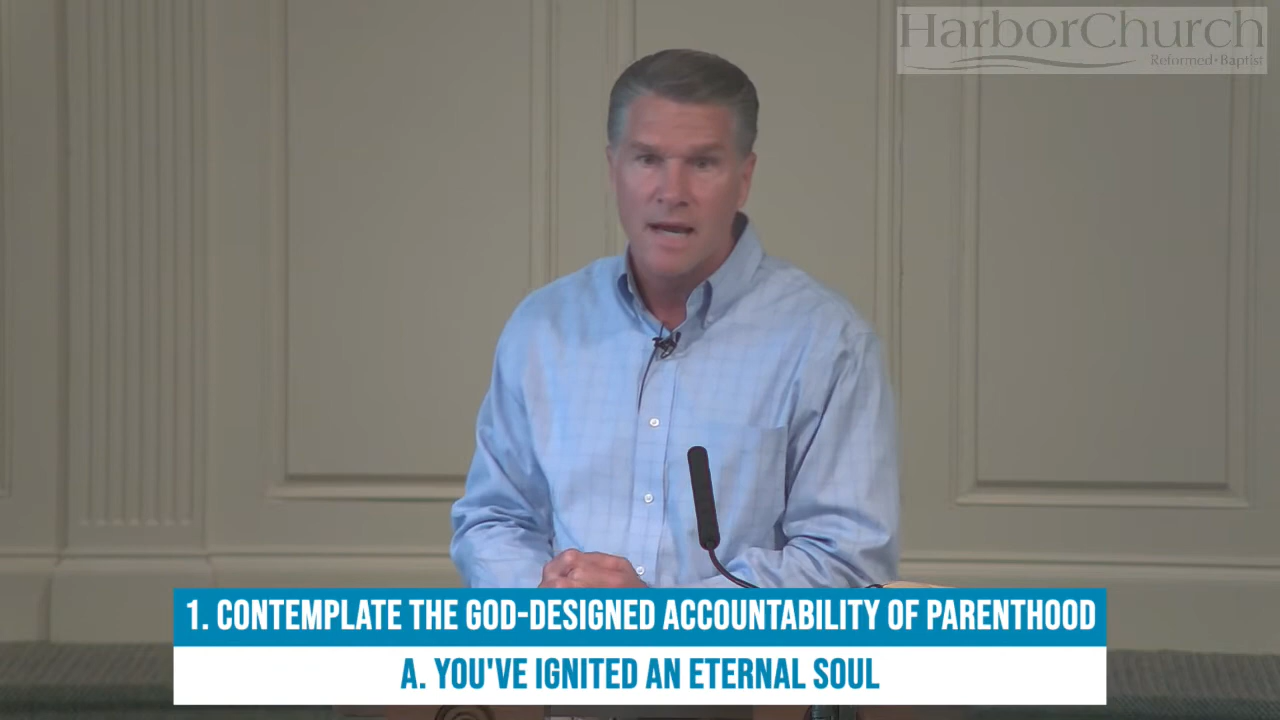 HarborChurch
Reformed•Baptist
1. CONTEMPLATE THE GOD-DESIGNED ACCOUNTABILITY OF PARENTHOOD
A. YOU'VE IGNITED AN ETERNAL SOUL